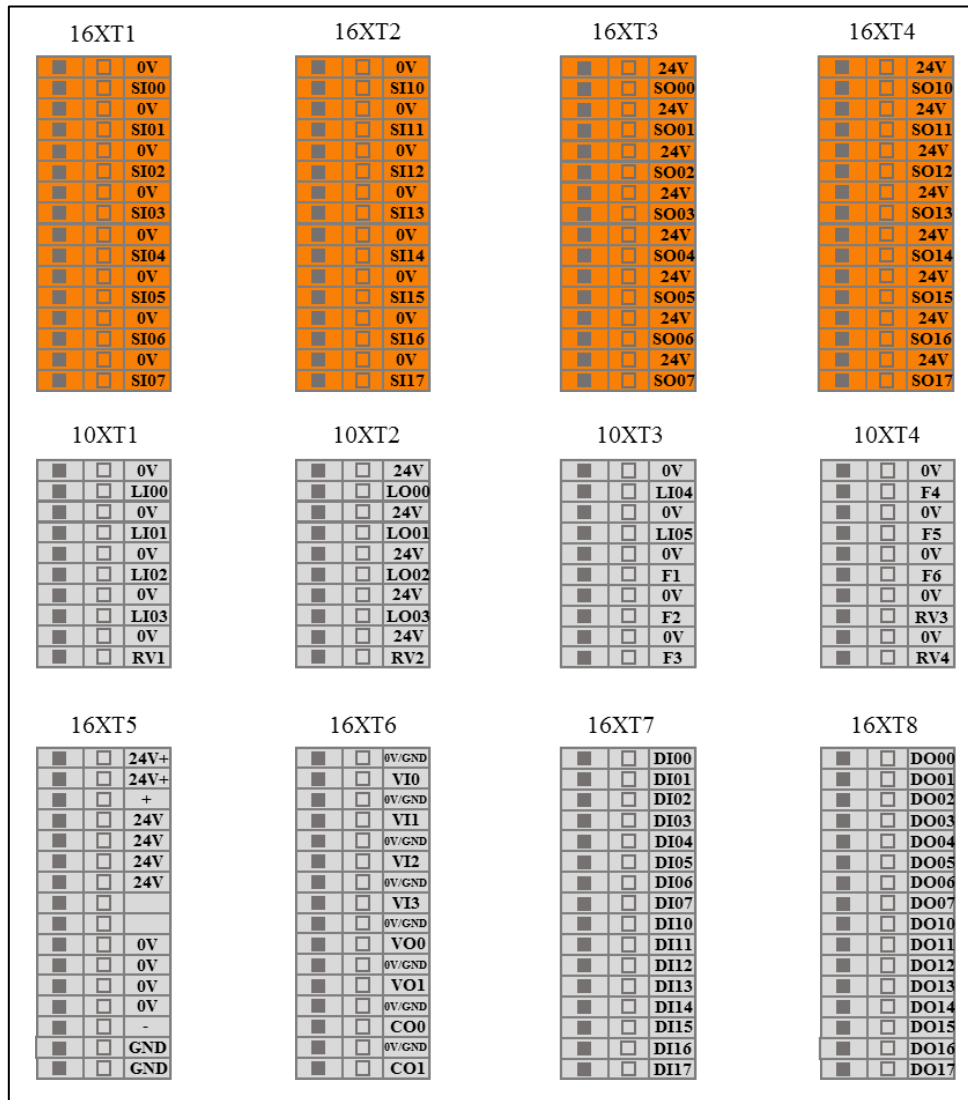 16XT1 16XT2 16XT3 16XT4
0V 0V 24V 24V
SI00 SI10 SO00 SO10
0V 0V 24V 24V
SI01 SI11 SO01 SO11
0V 0V 24V 24V
SI02 SI12 SO02 SO12
0V 0V 24V 24V
SI03 SI13 SO03 SO13
0V 0V 24V 24V
SI04 SI14 SO04 SO14
0V 0V 24V 24V
SI05 SI15 SO05 SO15
0V 0V 24V 24V
SI06 SI16 SO06 SO16
0V 0V 24V 24V
SI07 SI17 SO07 SO17
10XT1 10XT2 10XT3 10XT4
0V 24V 0V 0V
LI00 LO00 LI04 F4
0V 24V 0V 0V
LI01 LO01 LI05 F5
0V 24V 0V 0V
LI02 LO02 F1 F6
0V 24V 0V 0V
LI03 LO03 F2 RV3
0V 24V 0V 0V
RV1 RV2 F3 RV4
16XT5 16XT6 16XT7 16XT8
24V+ 0V/GND DI00 DO00
24V+ VI0 DI01 DO01
+ 0V/GND DI02 DO02
24V VI1 DI03 DO03
24V 0V/GND DI04 DO04
24V VI2 DI05 DO05
24V 0V/GND DI06 DO06
VI3 DI07 DO07
0V/GND DI10 DO10
0V VO0 DI11 DO11
0V 0V/GND DI12 DO12
0V VO1 DI13 DO13
0V 0V/GND DI14 DO14
- CO0 DI15 DO15
GND 0V/GND DI16 DO16
GND CO1 DI17 DO17